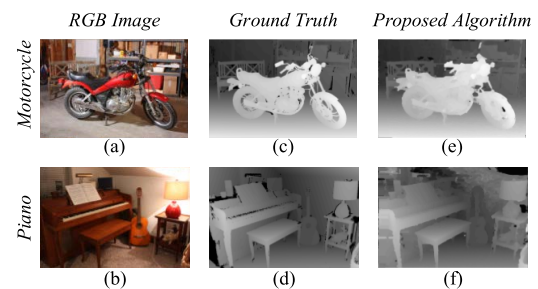 RGB Image Ground Truth Proposed Algorithm
Motorcycle
(a) (c) (e)
Piano
(b) (d) (f)